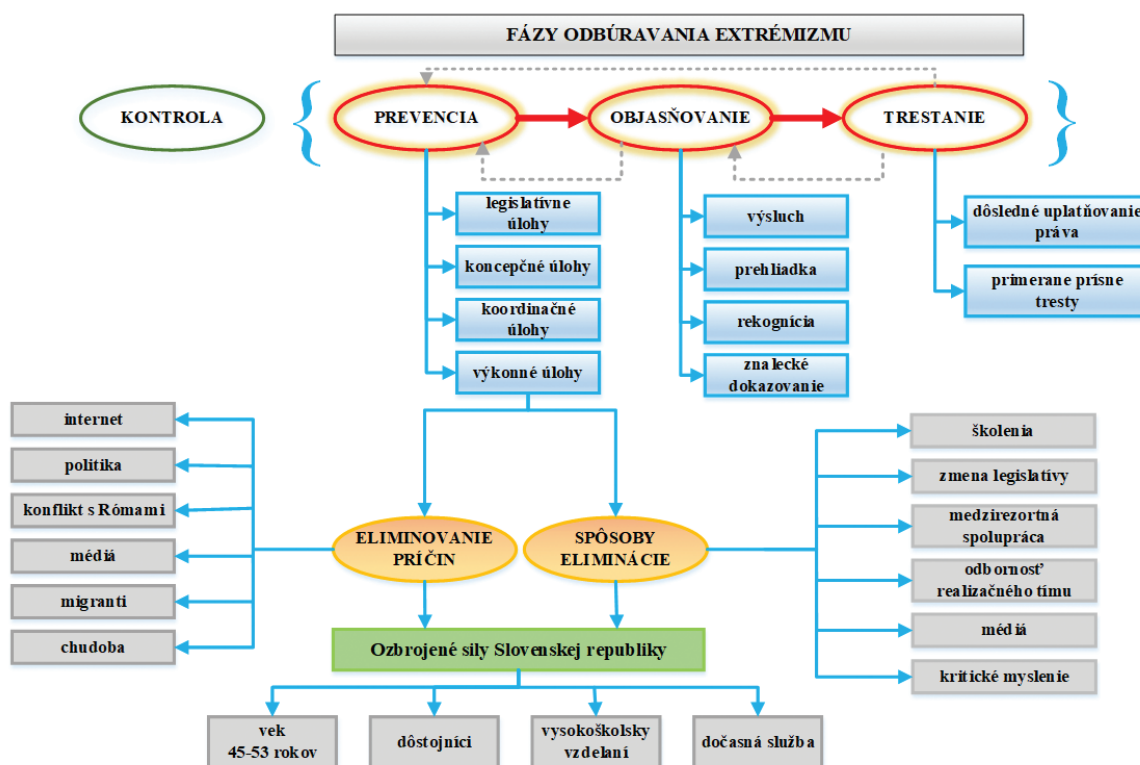 FÁZY ODBÚRAVANIA EXTRÉMIZMU
KONTROLA
PREVENCIA
OBJASŇOVANIE
TRESTANIE
legislatívne
úlohy
koncepčné úlohy
koordinačné
úlohy
výkonné úlohy
výsluch
prehliadka
rekognícia
znalecké
dokazovanie
dôsledné uplatňovanie
práva
primerane prísne
tresty
internet
politika
konflikt s Rómami
médiá
migranti
chudoba
ELIMINOVANIE
PRÍČIN
SPÔSOBY
ELIMINÁCIE
školenia
zmena legislatívy
medzirezortná
spolupráca
odbornosť
realizačného tímu
médiá
kritické myslenie
Ozbrojené sily Slovenskej republiky
vek
45-53 rokov
dôstojníci
vysokoškolsky
vzdelaní
dočasná služba